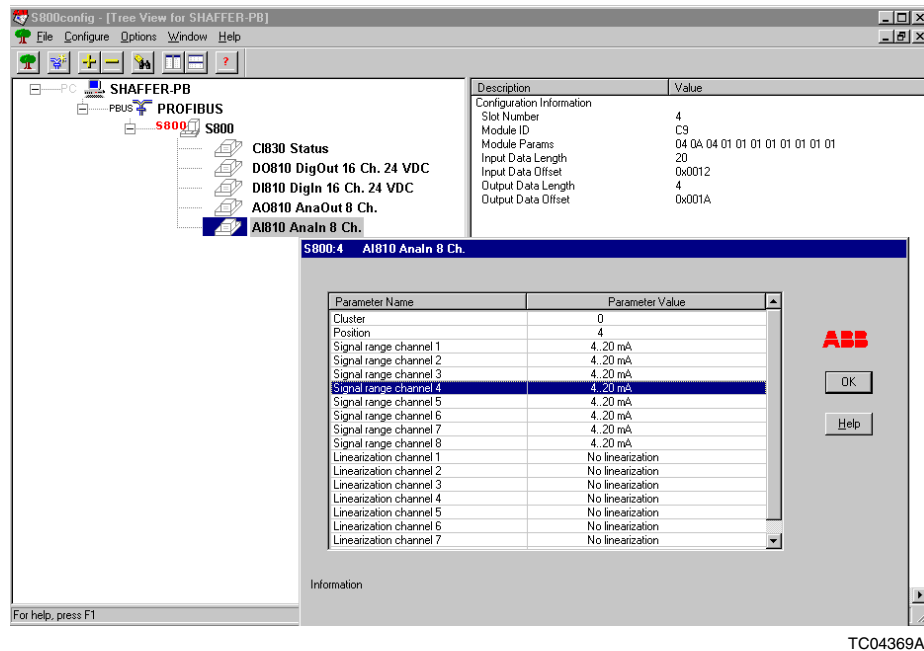 S800config - [Tree View for SHAFFER-PB]
File Configure Options Window Help
?
PC SHAFFER-PB
PBUS PROFIBUS
S800 S800
CI830 Status
DO810 DigOut 16 Ch. 24 VDC
DI810 DigIn 16 Ch. 24 VDC
AO810 AnaOut 8 Ch.
AI810 AnaIn 8 Ch.
Description Value
Configuration Information
Slot Number 4
Module ID C9
Module Params 04 0A 04 01 01 01 01 01 01 01 01
Input Data Length 20
Input Data Offset 0x0012
Output Data Length 4
Output Data Offset 0x001A
S800:4 AI810 AnaIn 8 Ch.
Parameter Name Parameter Value
Cluster 0
Position 4
Signal range channel 1 4..20 mA
Signal range channel 2 4..20 mA
Signal range channel 3 4..20 mA
Signal range channel 4 4..20 mA
Signal range channel 5 4..20 mA
Signal range channel 6 4..20 mA
Signal range channel 7 4..20 mA
Signal range channel 8 4..20 mA
Linearization channel 1 No linearization
Linearization channel 2 No linearization
Linearization channel 3 No linearization
Linearization channel 4 No linearization
Linearization channel 5 No linearization
Linearization channel 6 No linearization
Linearization channel 7 No linearization
ABB
OK
Help
Information
For help, press F1
TC04369A